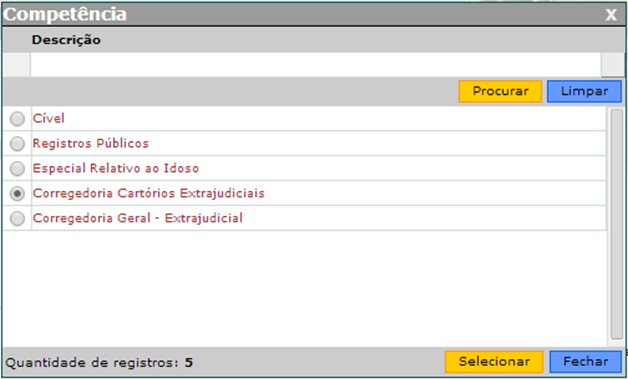 Competência X
Descrição
Procurar Limpar
Cível
Registros Públicos
Especial Relativo ao Idoso
Corregedoria Cartórios Extrajudiciais
Corregedoria Geral - Extrajudicial
Quantidade de registros: 5 Selecionar Fechar